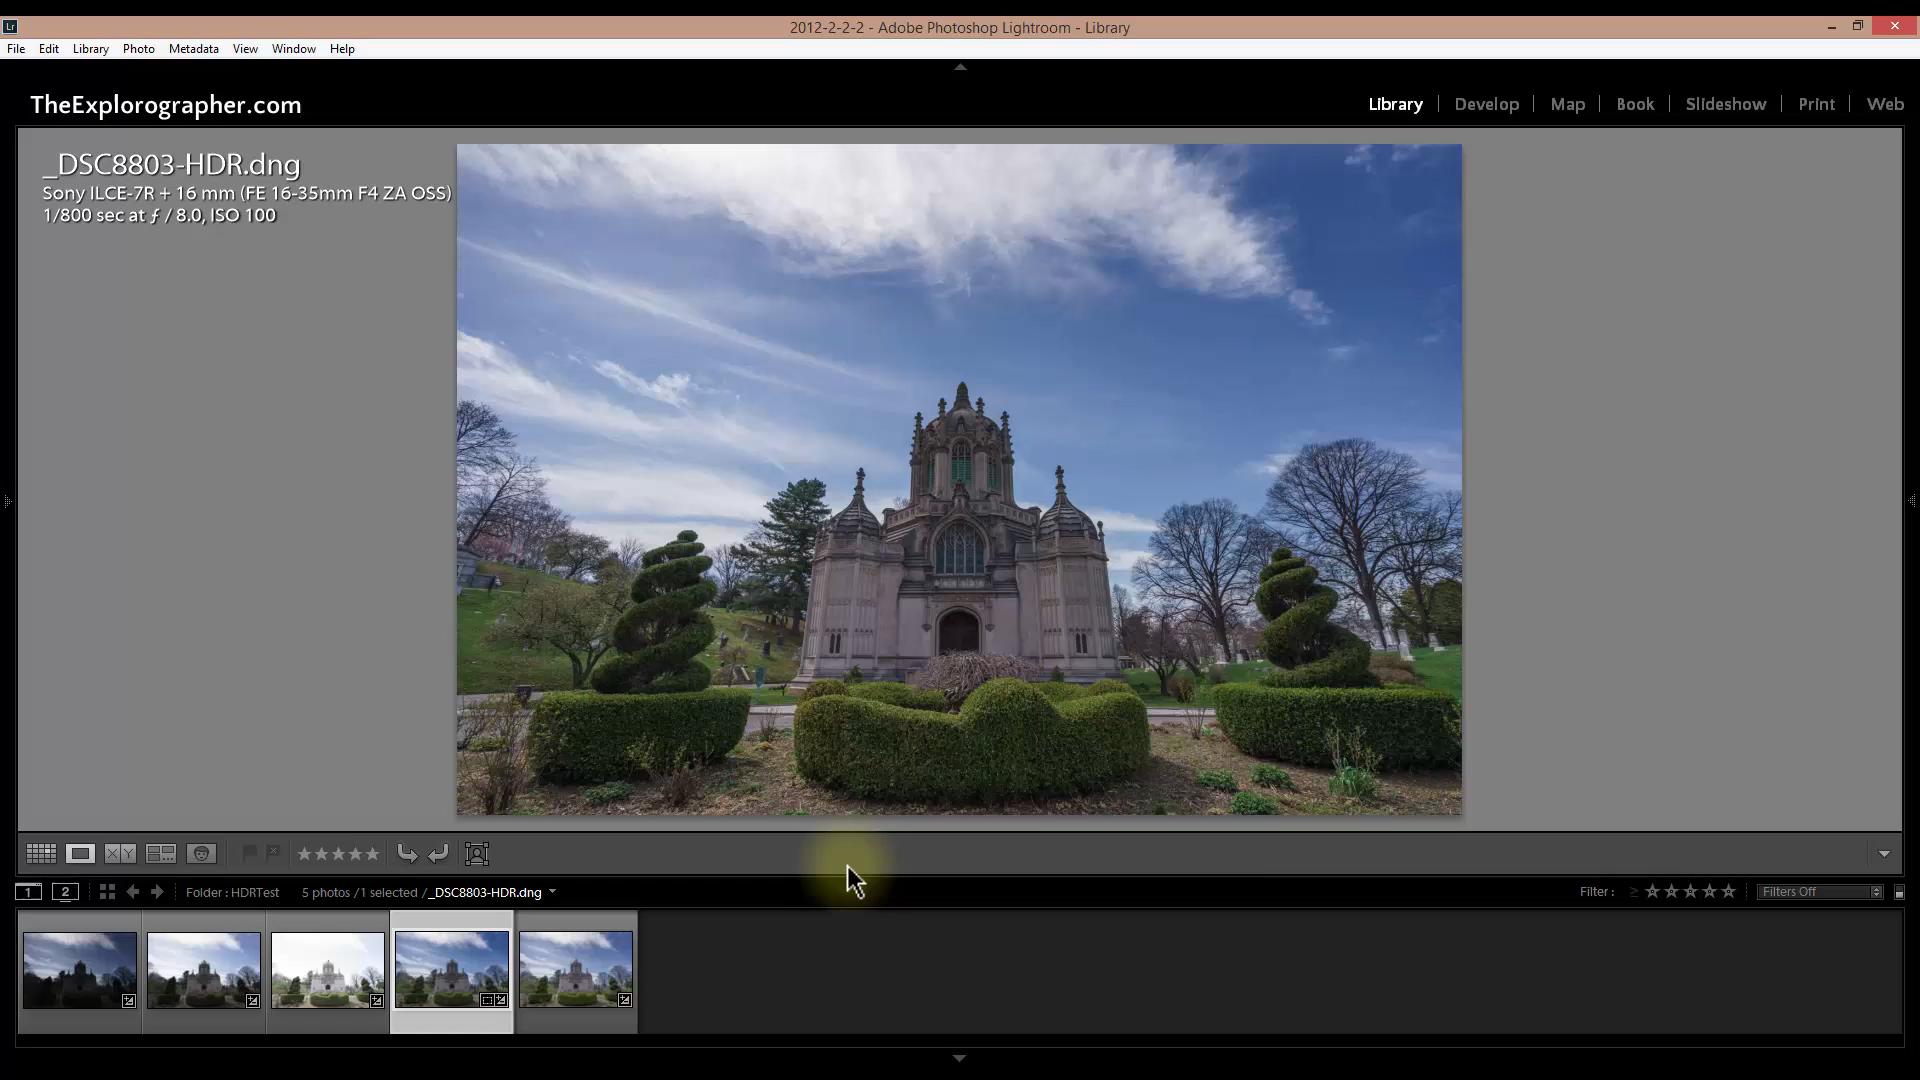 Lr
2012-2-2-2 - Adobe Photoshop Lightroom - Library
File Edit Library Photo Metadata View Window Help
TheExplorographer.com
Library | Develop | Map | Book | Slideshow | Print | Web
_DSC8803-HDR.dng
Sony ILCE-7R + 16 mm (FE 16-35mm F4 ZA OSS)
1/800 sec at ƒ / 8.0, ISO 100
X Y
1 2 Folder : HDRTest 5 photos / 1 selected / _DSC8803-HDR.dng Filter : ≥ Filters Off